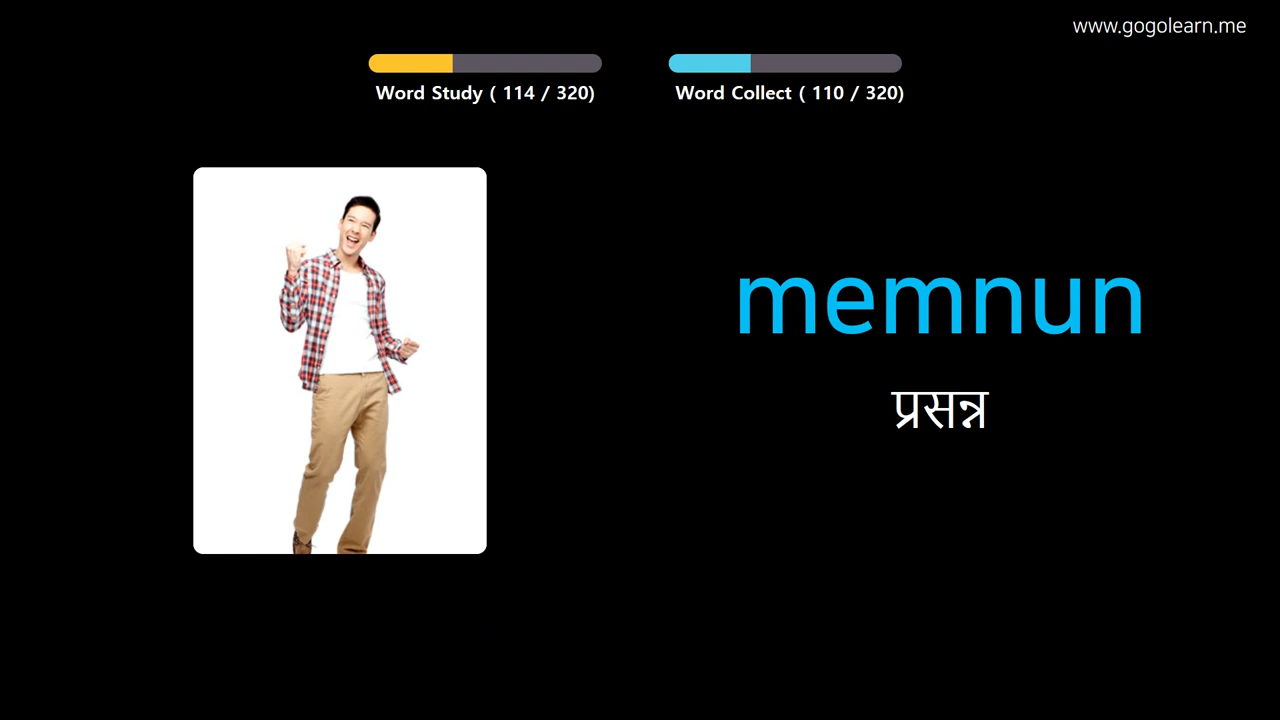 www.gogolearn.me
Word Study ( 114 / 320)
Word Collect ( 110 / 320)
memnun
प्रसन्न